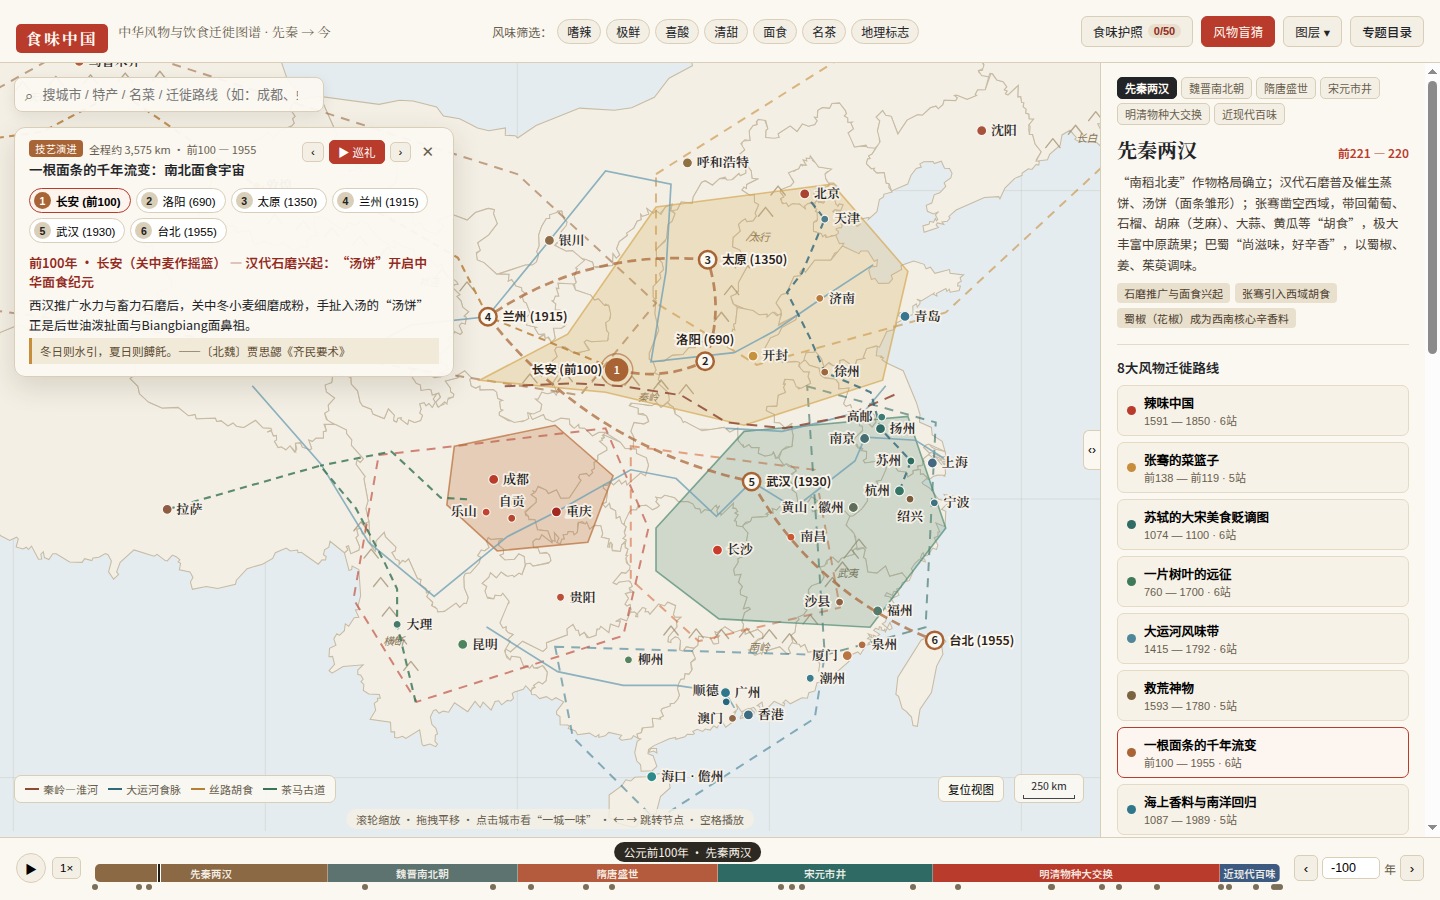 食味中国
中华风物与饮食迁徙图谱 · 先秦 → 今
风味筛选：
嗜辣
极鲜
喜酸
清甜
面食
名茶
地理标志
食味护照 0/50
风物盲猜
图层 ▾
专题目录
搜城市 / 特产 / 名菜 / 迁徙路线（如：成都、
技艺演进 全程约 3,575 km · 前100 — 1955
‹
▶ 巡礼
›
✕
一根面条的千年流变：南北面食宇宙
1 长安 (前100)
2 洛阳 (690)
3 太原 (1350)
4 兰州 (1915)
5 武汉 (1930)
6 台北 (1955)
前100年 · 长安（关中麦作摇篮） — 汉代石磨兴起：“汤饼”开启中
华面食纪元
西汉推广水力与畜力石磨后，关中冬小麦细磨成粉，手扯入汤的“汤饼”
正是后世油泼扯面与Biangbiang面鼻祖。
冬日则水引，夏日则餺飥。——〔北魏〕贾思勰《齐民要术》
沈阳
长白
呼和浩特
北京
天津
太行
银川
3 太原 (1350)
济南
青岛
4 兰州 (1915)
洛阳 (690)
2
开封
长安 (前100) 1
徐州
秦岭
高邮
扬州
南京
苏州
上海
成都
5 武汉 (1930)
杭州
自贡
宁波
拉萨
乐山
重庆
黄山 · 徽州
绍兴
南昌
长沙
武夷
贵阳
沙县
福州
大理
横断
昆明
南岭
泉州
6 台北 (1955)
厦门
柳州
潮州
顺德
广州
澳门
香港
海口 · 儋州
秦岭—淮河
大运河食脉
丝路胡食
茶马古道
复位视图
250 km
滚轮缩放 · 拖拽平移 · 点击城市看“一城一味” · ←→ 跳转节点 · 空格播放
‹›
先秦两汉
魏晋南北朝
隋唐盛世
宋元市井
明清物种大交换
近现代百味
先秦两汉
前221 — 220
“南稻北麦”作物格局确立；汉代石磨普及催生蒸
饼、汤饼（面条雏形）；张骞凿空西域，带回葡萄、
石榴、胡麻（芝麻）、大蒜、黄瓜等“胡食”，极大
丰富中原蔬果；巴蜀“尚滋味，好辛香”，以蜀椒、
姜、茱萸调味。
石磨推广与面食兴起
张骞引入西域胡食
蜀椒（花椒）成为西南核心辛香料
8大风物迁徙路线
辣味中国
1591 — 1850 · 6站
张骞的菜篮子
前138 — 前119 · 5站
苏轼的大宋美食贬谪图
1074 — 1100 · 6站
一片树叶的远征
760 — 1700 · 6站
大运河风味带
1415 — 1792 · 6站
救荒神物
1593 — 1780 · 5站
一根面条的千年流变
前100 — 1955 · 6站
海上香料与南洋回归
1087 — 1989 · 5站
公元前100年 · 先秦两汉
▶
1×
先秦两汉
魏晋南北朝
隋唐盛世
宋元市井
明清物种大交换
近现代百味
‹
-100
年
›